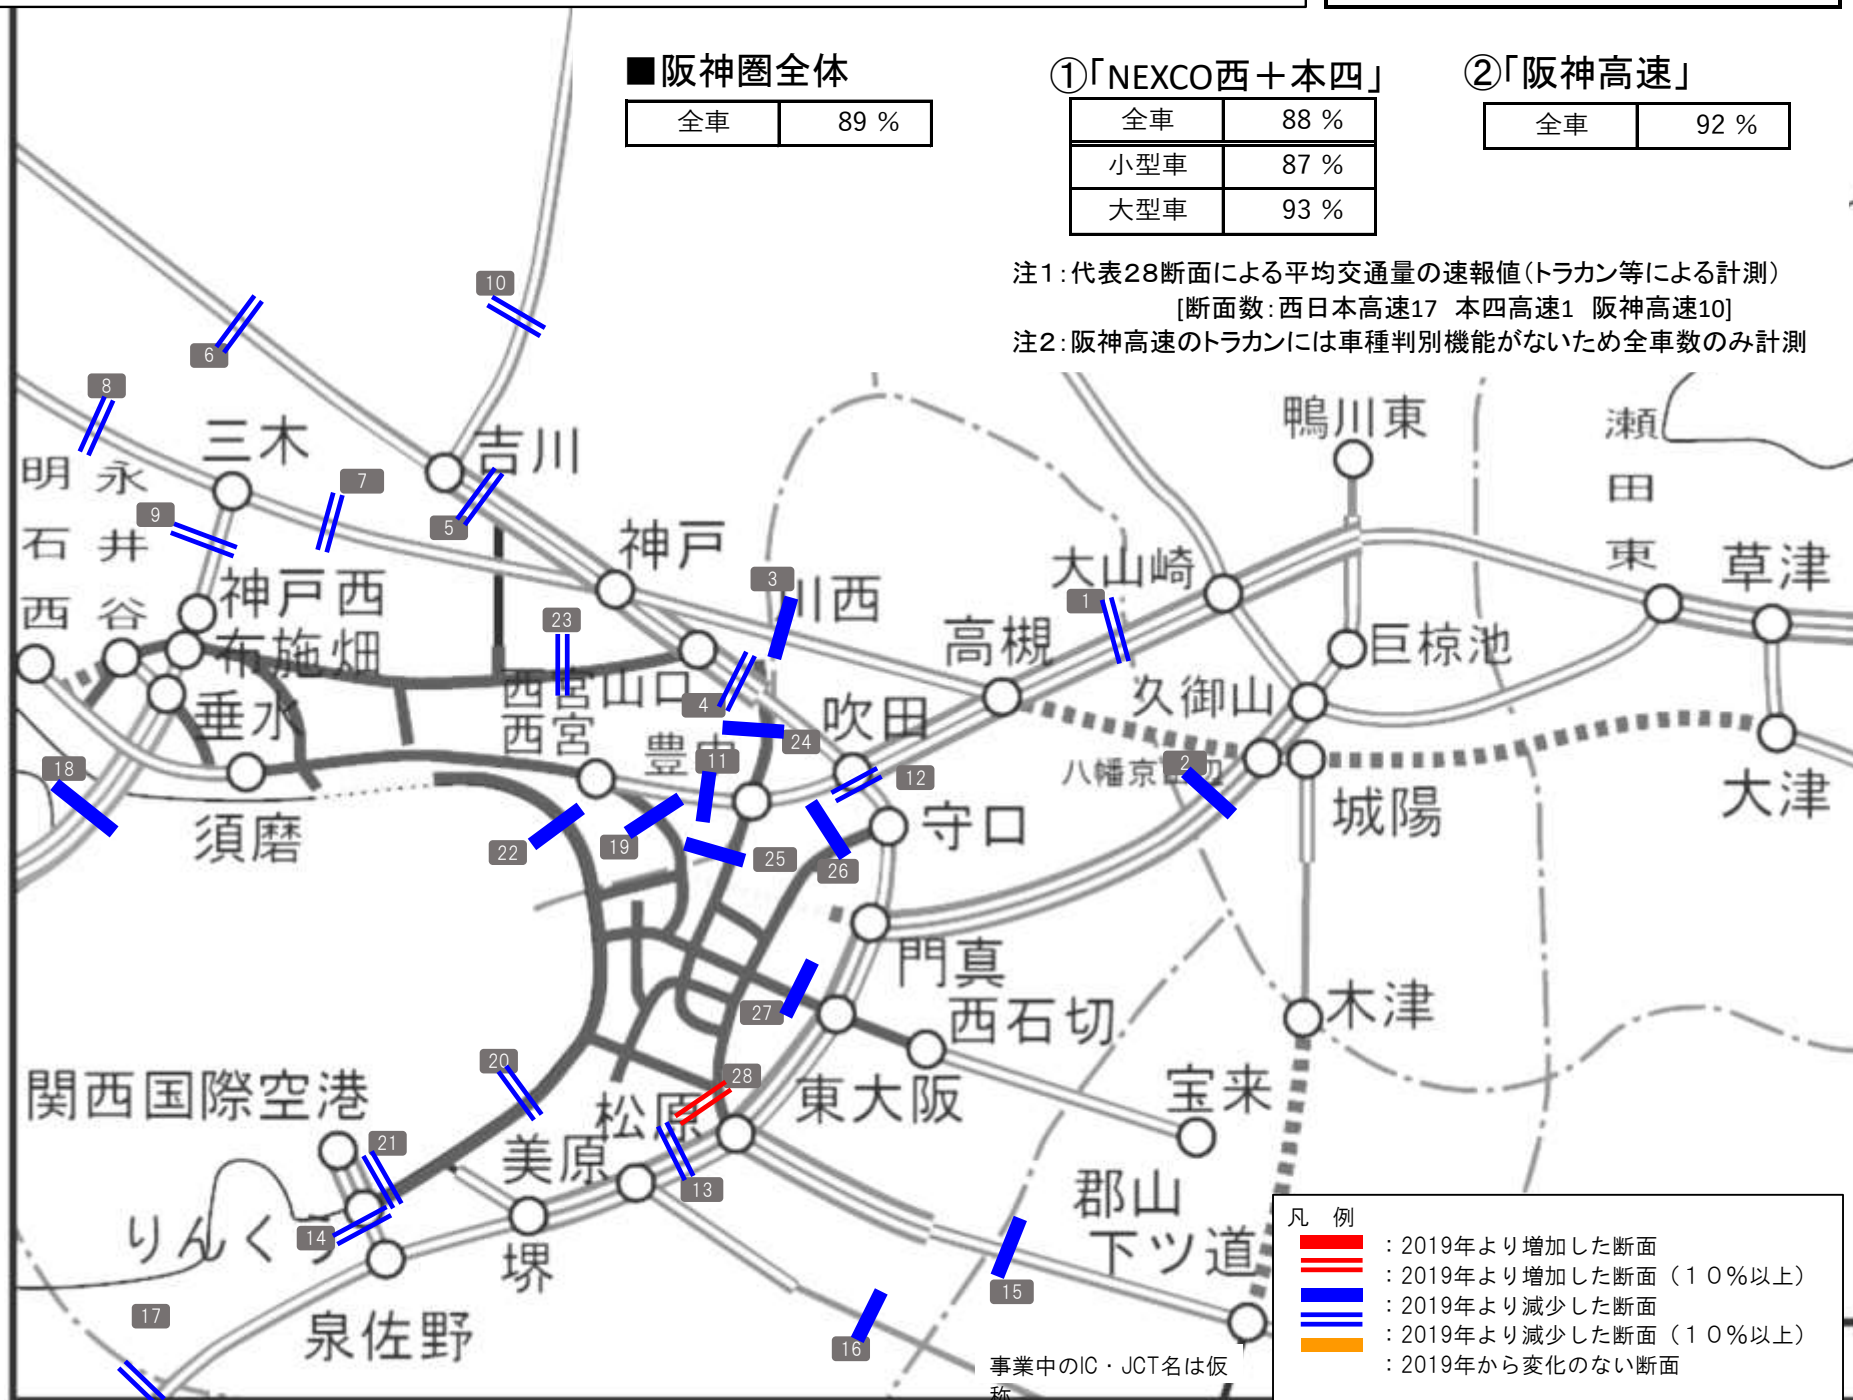 ■阪神圏全体
全車 89 %
①「NEXCO西＋本四」
全車 88 %
小型車 87 %
大型車 93 %
②「阪神高速」
全車 92 %
注1：代表28断面による平均交通量の速報値（トラカン等による計測）
[断面数：西日本高速17 本四高速1 阪神高速10]
注2：阪神高速のトラカンには車種判別機能がないため全車数のみ計測
10
6
8
三木
吉川
7
5
9
明石西
永井谷
神戸西
布施畑
神戸
3
川西
23
西宮山口
西宮
4
24
垂水
18
須磨
豊中
11
吹田
12
高槻
大山崎
1
鴨川東
瀬田東
草津
巨椋池
久御山
八幡京田辺
2
城陽
大津
守口
22
19
25
26
門真
27
西石切
木津
東大阪
宝来
28
松原
20
関西国際空港
21
美原
13
14
りんくう
堺
泉佐野
17
郡山下ツ道
15
16
事業中のIC・JCT名は仮
称
凡 例
：2019年より増加した断面
：2019年より増加した断面（１０％以上）
：2019年より減少した断面
：2019年より減少した断面（１０％以上）
：2019年から変化のない断面